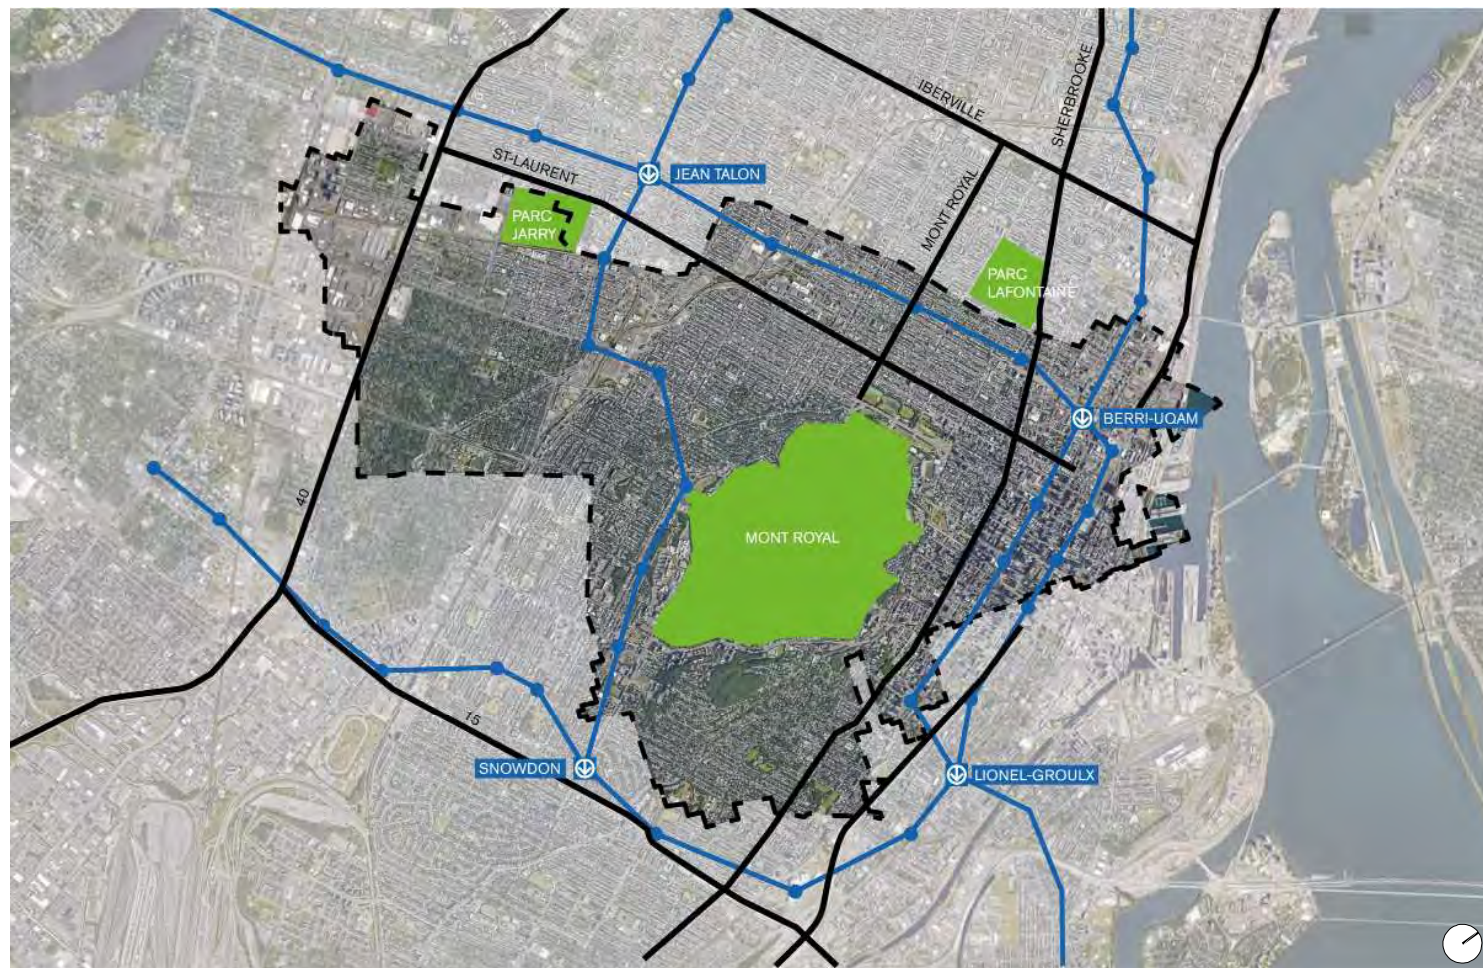 IBERVILLE
SHERBROOKE
ST-LAURENT
JEAN TALON
MONT ROYAL
PARC
JARRY
PARC
LAFONTAINE
BERRI-UQAM
40
MONT ROYAL
15
SNOWDON
LIONEL-GROULX